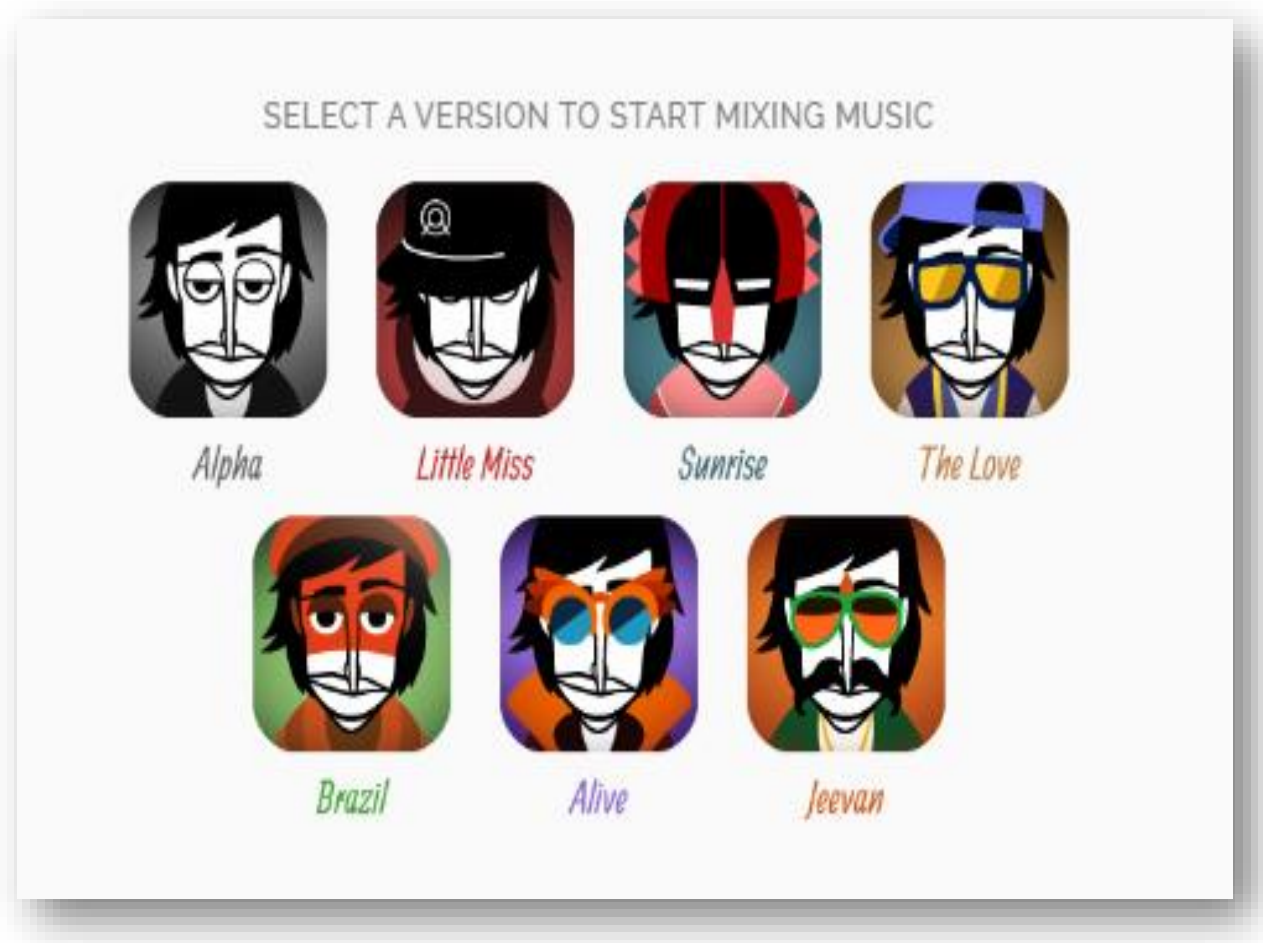 SELECT A VERSION TO START MIXING MUSIC
Alpha Little Miss Sunrise The Love
Brazil Alive Jeevan